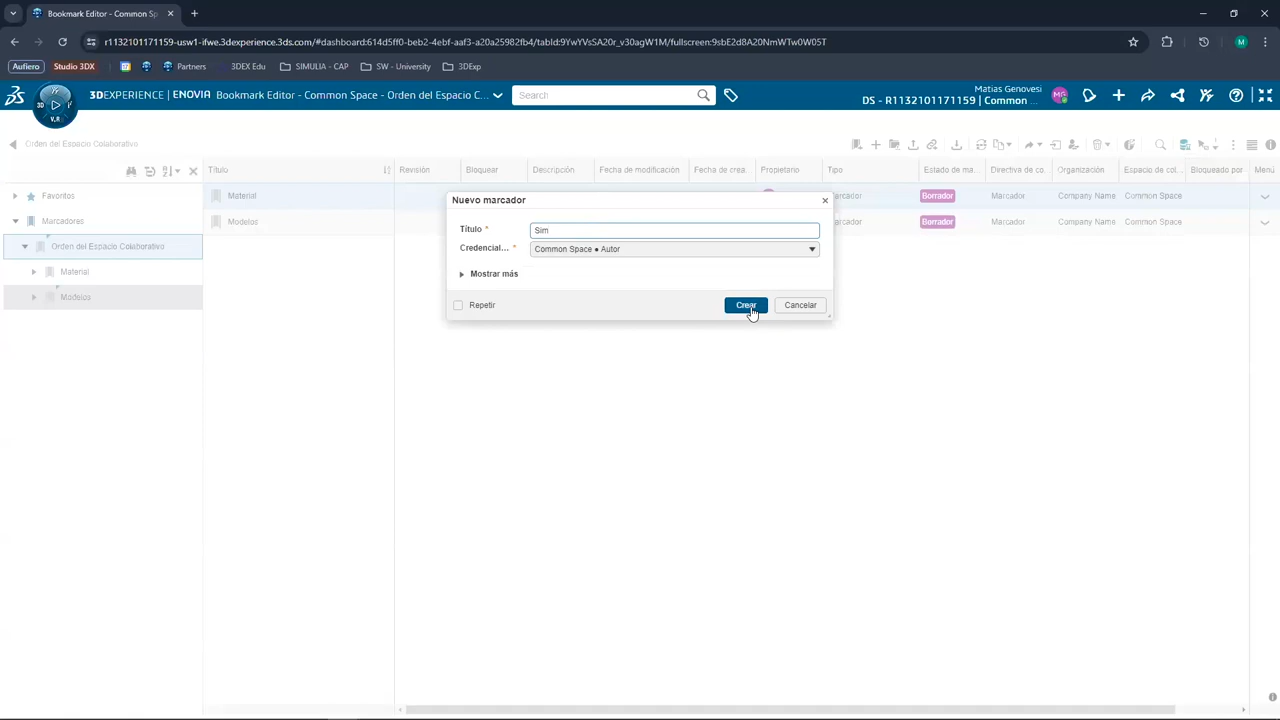 Bookmark Editor - Common Sp
r1132101171159-usw1-ifwe.3dexperience.3ds.com/#dashboard:614d5ff0-beb2-4ebf-aaf3-a20a25982fb4/tabId:9YwYVsSA20r_v30agW1M/fullscreen:9sbE2d8A20NmWTw0W05T
M
Aufiero
Studio 3DX
Partners
3DEX Edu
SIMULIA - CAP
SW - University
3DExp
3DEXPERIENCE | ENOVIA Bookmark Editor - Common Space - Orden del Espacio C...
Search
Matias Genovesi
DS - R1132101171159 | Common ...
MG
3D
V.R
Orden del Espacio Colaborativo
Título
Revisión
Bloquear
Descripción
Fecha de modificación
Fecha de crea...
Propietario
Tipo
Estado de ma...
Directiva de co...
Organización
Espacio de col...
Bloqueado por
Menú
Favoritos
Marcadores
Orden del Espacio Colaborativo
Material
Modelos
Material
Marcador
Borrador
Marcador
Company Name
Common Space
Modelos
Marcador
Borrador
Marcador
Company Name
Common Space
Nuevo marcador
Título *
Sim
Credencial... *
Common Space ● Autor
Mostrar más
Repetir
Crear
Cancelar